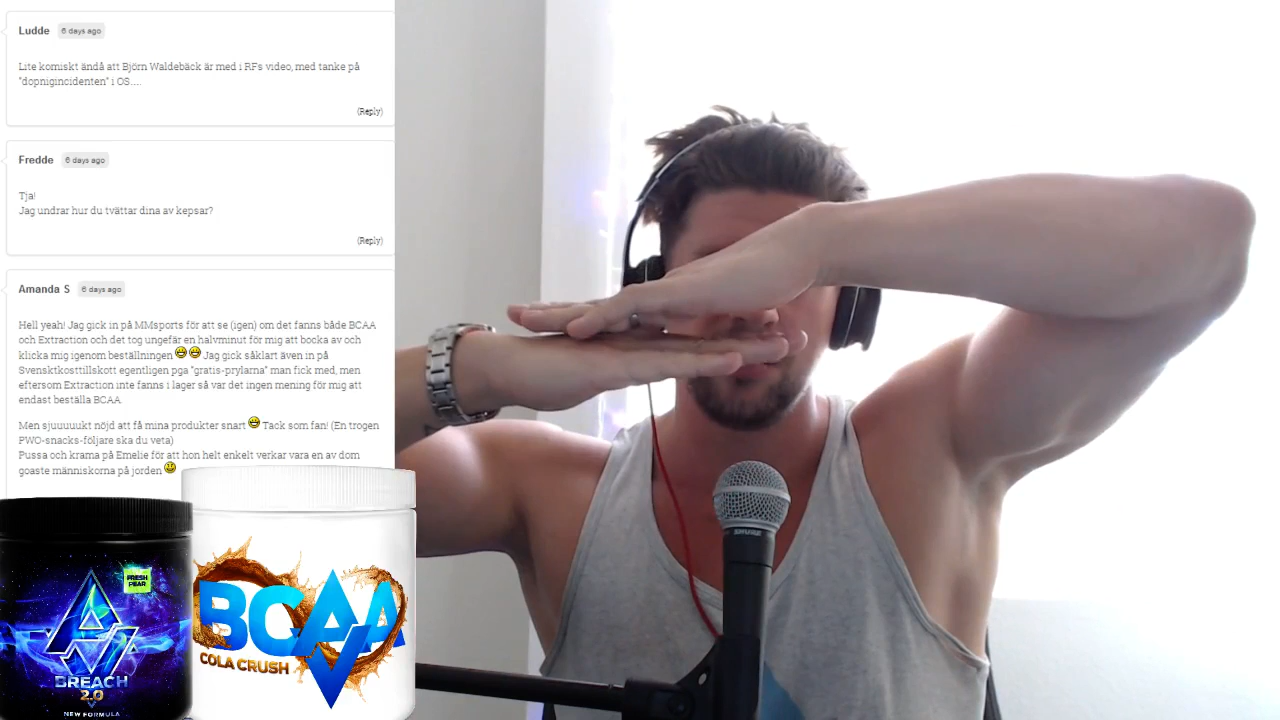 Ludde 6 days ago
Lite komiskt ändå att Björn Waldebäck är med i RFs video, med tanke på
"dopnigincidenten" i OS.....
(Reply)
Fredde 6 days ago
Tja!
Jag undrar hur du tvättar dina av kepsar?
(Reply)
Amanda S 6 days ago
Hell yeah! Jag gick in på MMsports för att se (igen) om det fanns både BCAA
och Extraction och det tog ungefär en halvminut för mig att bocka av och
klicka mig igenom beställningen Jag gick såklart även in på
Svensktkosttillskott egentligen pga "gratis-prylarna" man fick med, men
eftersom Extraction inte fanns i lager så var det ingen mening för mig att
endast beställa BCAA.
Men sjuuuuukt nöjd att få mina produkter snart Tack som fan! (En trogen
PWO-snacks-följare ska du veta)
Pussa och krama på Emelie för att hon helt enkelt verkar vara en av dom
goaste människorna på jorden
FRESH
PEAR
BREACH
2.0
NEW FORMULA
BCAA
COLA CRUSH
SHURE